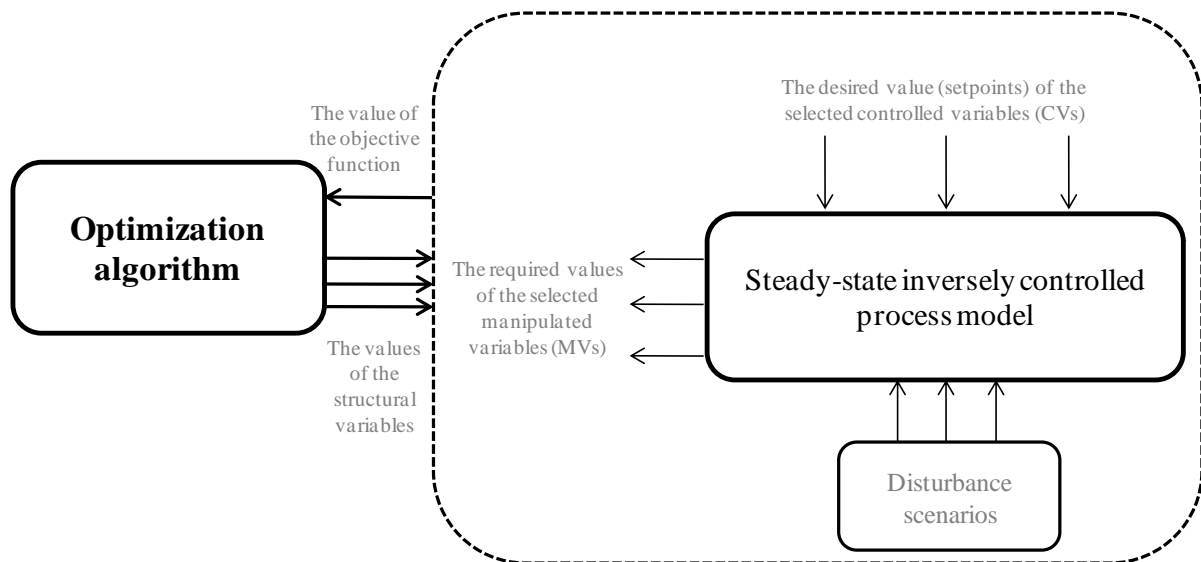 The value of
the objective
function
Optimization
algorithm
The values
of the
structural
variables
The desired value (setpoints) of the
selected controlled variables (CVs)
The required values
of the selected
manipulated
variables (MVs)
Steady-state inversely controlled
process model
Disturbance
scenarios